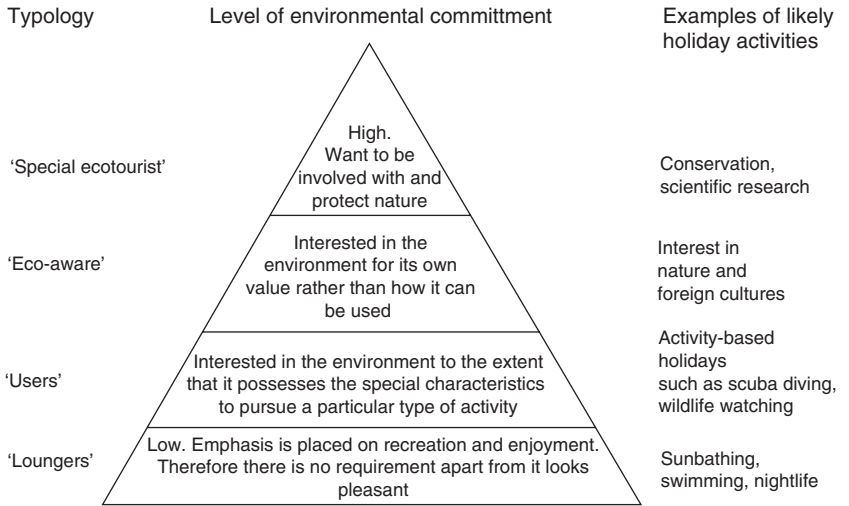 Typology
Level of environmental committment
Examples of likely
holiday activities
'Special ecotourist'
High.
Want to be
involved with and
protect nature
Conservation,
scientific research
'Eco-aware'
Interested in the
environment for its own
value rather than how it can
be used
Interest in
nature and
foreign cultures
'Users'
Interested in the environment to the extent
that it possesses the special characteristics
to pursue a particular type of activity
Activity-based
holidays
such as scuba diving,
wildlife watching
'Loungers'
Low. Emphasis is placed on recreation and enjoyment.
Therefore there is no requirement apart from it looks
pleasant
Sunbathing,
swimming, nightlife